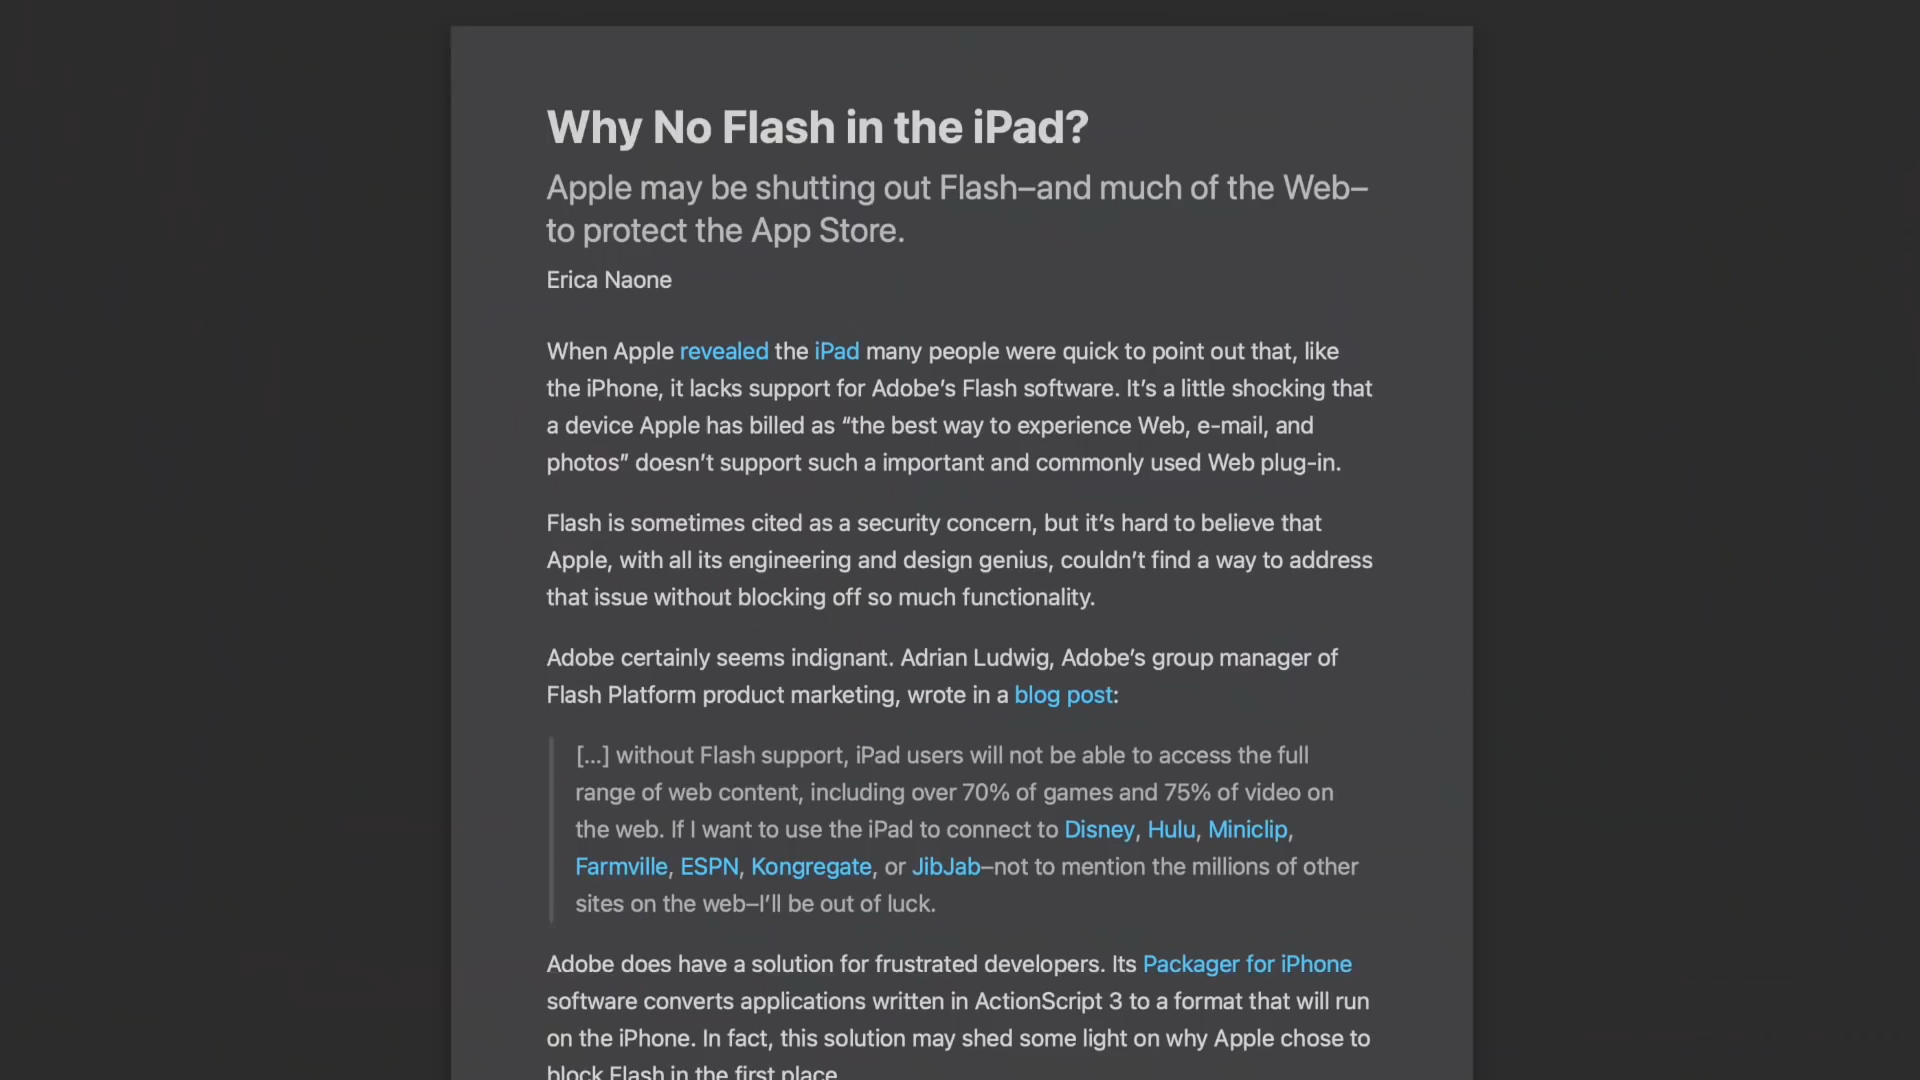 Why No Flash in the iPad?
Apple may be shutting out Flash–and much of the Web–
to protect the App Store.
Erica Naone
When Apple revealed the iPad many people were quick to point out that, like
the iPhone, it lacks support for Adobe’s Flash software. It’s a little shocking that
a device Apple has billed as “the best way to experience Web, e-mail, and
photos” doesn’t support such a important and commonly used Web plug-in.
Flash is sometimes cited as a security concern, but it’s hard to believe that
Apple, with all its engineering and design genius, couldn’t find a way to address
that issue without blocking off so much functionality.
Adobe certainly seems indignant. Adrian Ludwig, Adobe’s group manager of
Flash Platform product marketing, wrote in a blog post:
[...] without Flash support, iPad users will not be able to access the full
range of web content, including over 70% of games and 75% of video on
the web. If I want to use the iPad to connect to Disney, Hulu, Miniclip,
Farmville, ESPN, Kongregate, or JibJab–not to mention the millions of other
sites on the web–I’ll be out of luck.
Adobe does have a solution for frustrated developers. Its Packager for iPhone
software converts applications written in ActionScript 3 to a format that will run
on the iPhone. In fact, this solution may shed some light on why Apple chose to
block Flash in the first place.